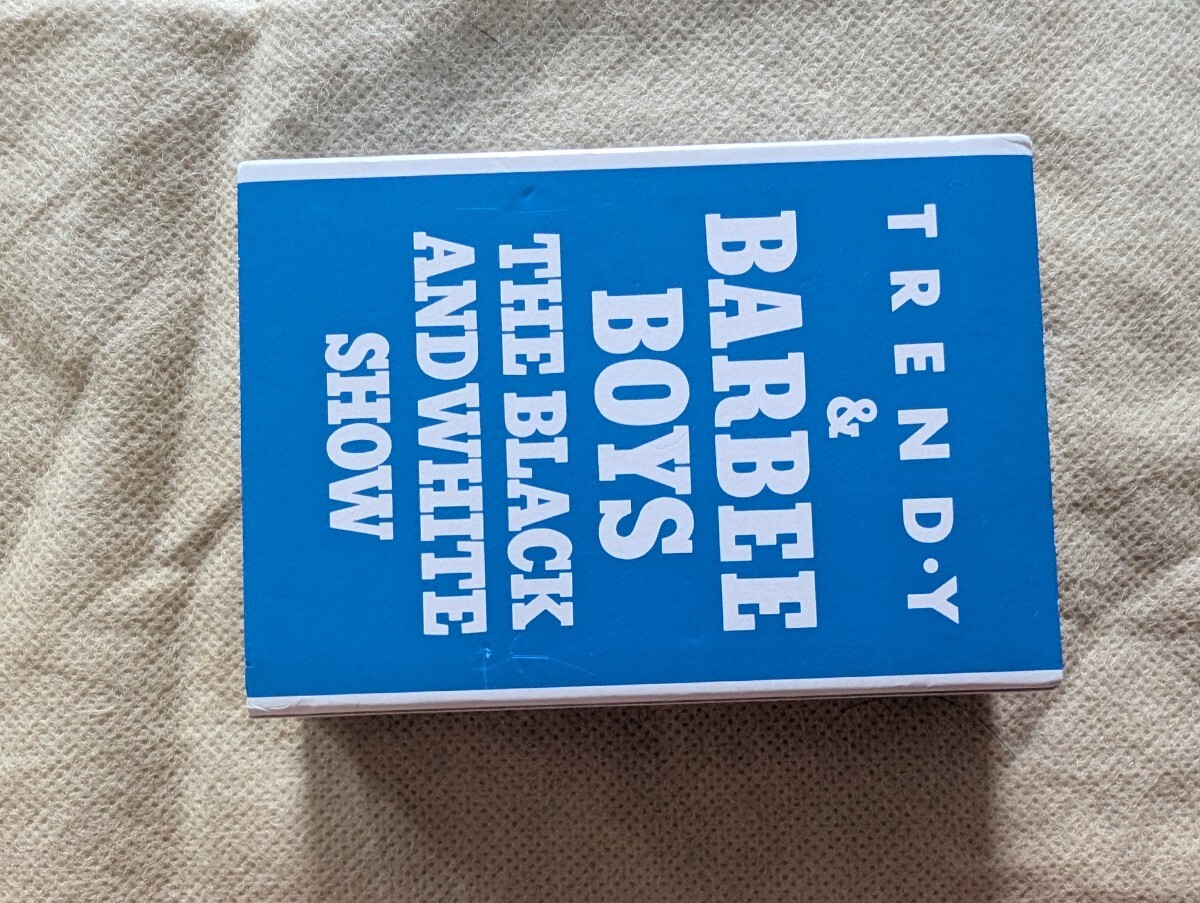 TREND・Y
&
BARBEE
BOYS
THE BLACK
AND WHITE
SHOW